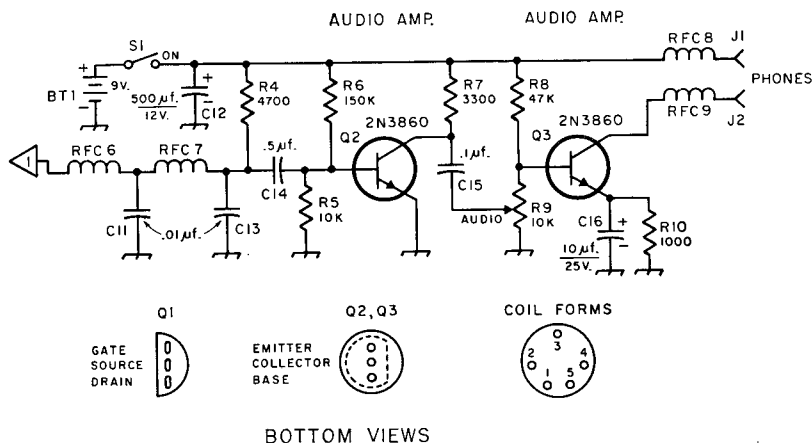 AUDIO AMP. AUDIO AMP.
S1 ON
RFC8 J1
+ BT1 - 9V.
500 µf. 12V. + - C12
R4 4700
R6 150K
R7 3300
R8 47K
PHONES
RFC9 J2
Q2 2N3860
Q3 2N3860
1
RFC6 RFC7
.5µf. C14
.1µf. C15
C11 .01µf. C13
R5 10K
AUDIO
R9 10K
C16 + -
10µf. 25V.
R10 1000
Q1 Q2,Q3 COIL FORMS
GATE
SOURCE
DRAIN
EMITTER
COLLECTOR
BASE
3
2 4
1 5
BOTTOM VIEWS